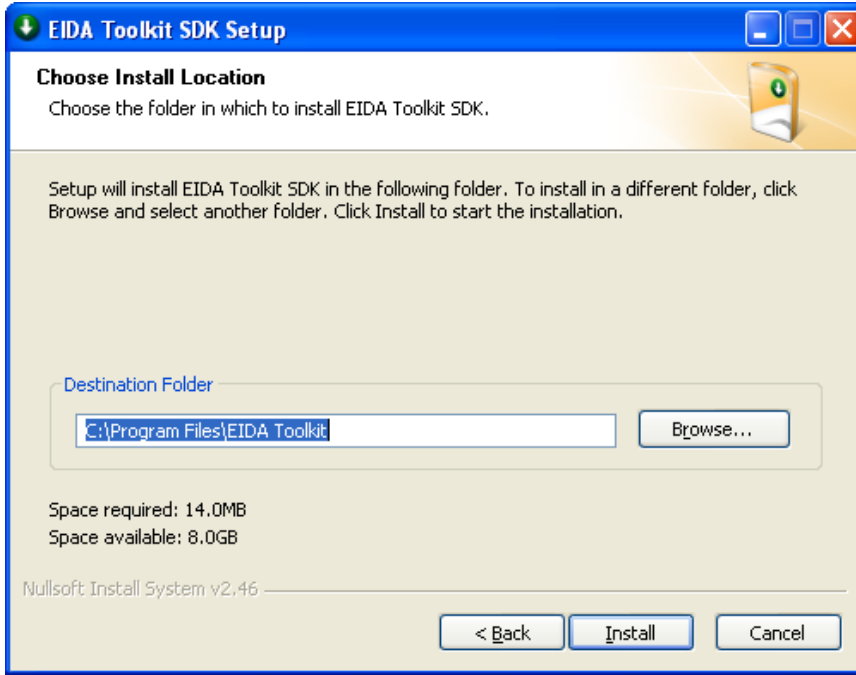 EIDA Toolkit SDK Setup
Choose Install Location
Choose the folder in which to install EIDA Toolkit SDK.
Setup will install EIDA Toolkit SDK in the following folder. To install in a different folder, click
Browse and select another folder. Click Install to start the installation.
Destination Folder
C:\Program Files\EIDA Toolkit
Browse...
Space required: 14.0MB
Space available: 8.0GB
Nullsoft Install System v2.46
< Back
Install
Cancel